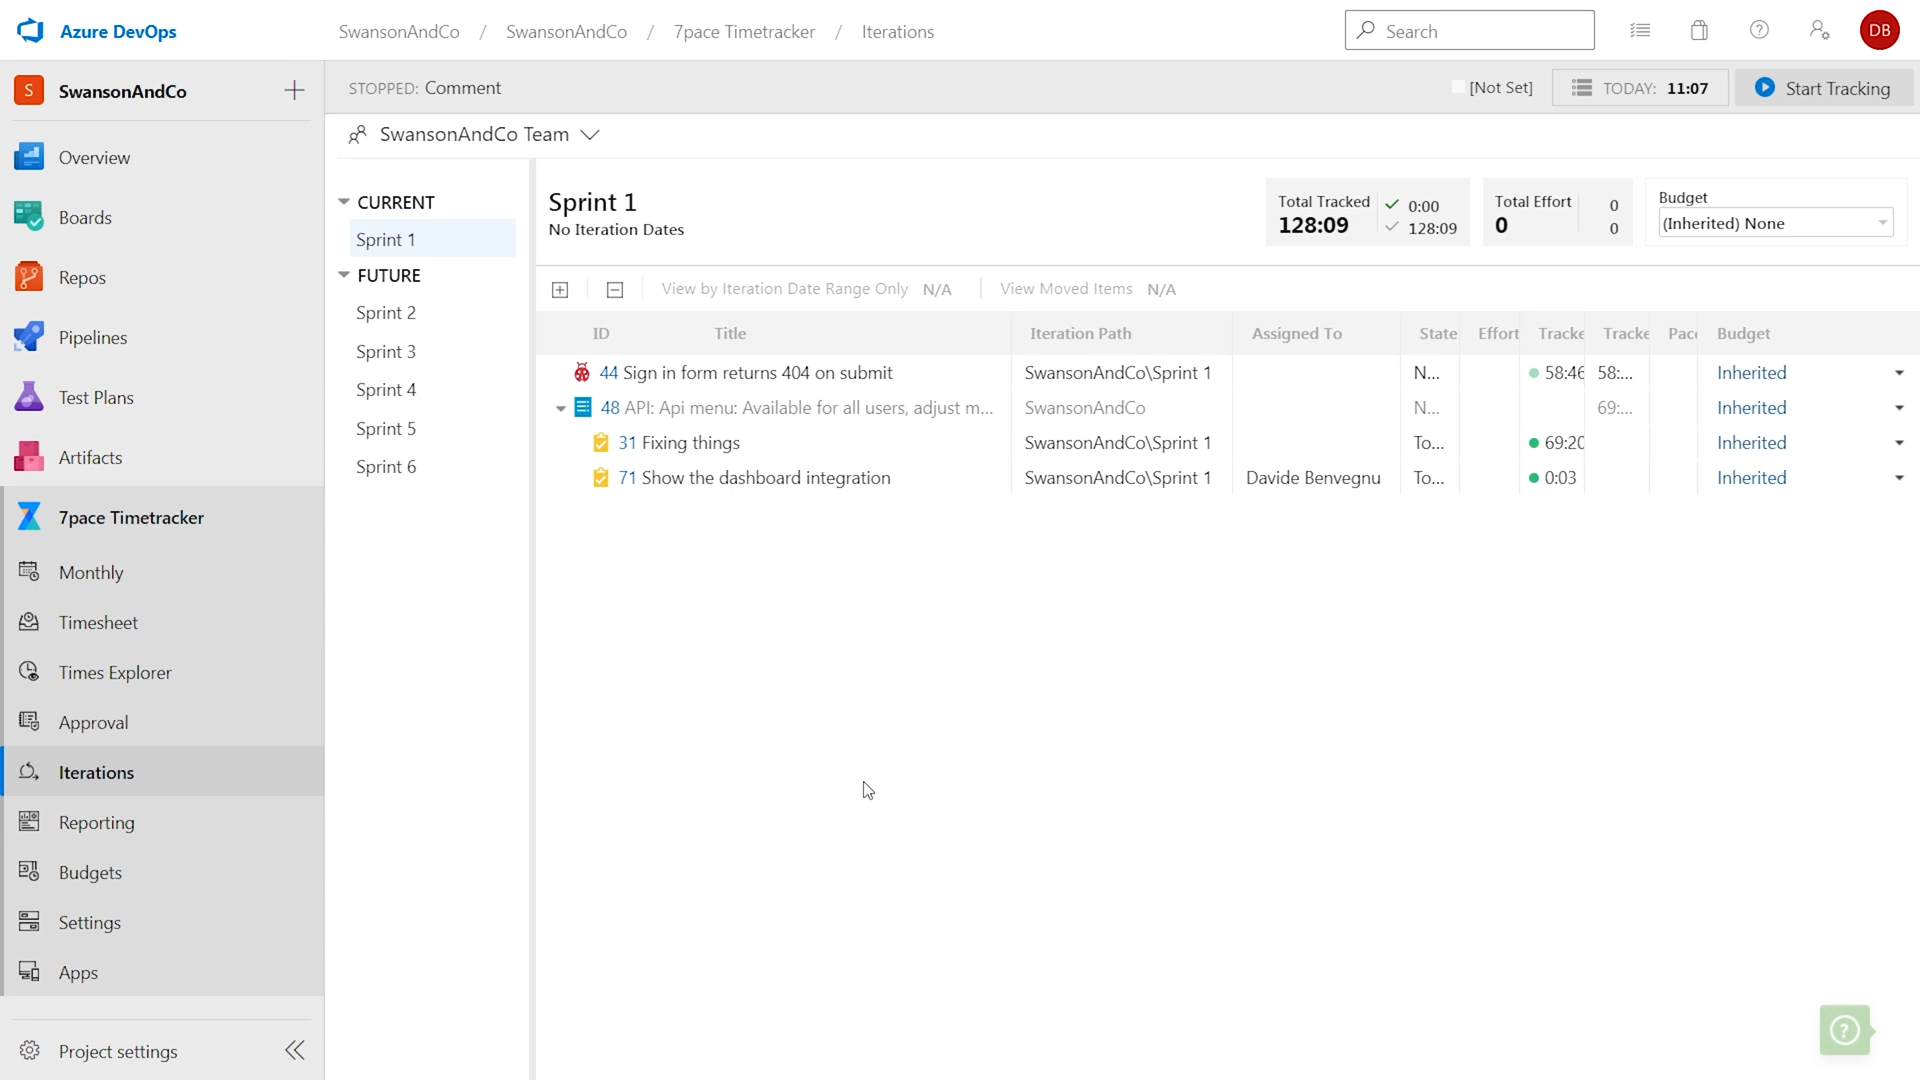 Azure DevOps
SwansonAndCo / SwansonAndCo / 7pace Timetracker / Iterations
Search
DB
S SwansonAndCo
STOPPED: Comment
[Not Set]
TODAY: 11:07
Start Tracking
SwansonAndCo Team
Overview
Boards
Repos
Pipelines
Test Plans
Artifacts
7pace Timetracker
Monthly
Timesheet
Times Explorer
Approval
Iterations
Reporting
Budgets
Settings
Apps
Project settings
CURRENT
Sprint 1
FUTURE
Sprint 2
Sprint 3
Sprint 4
Sprint 5
Sprint 6
Sprint 1
No Iteration Dates
Total Tracked
128:09
0:00
128:09
Total Effort
0
0
0
Budget
(Inherited) None
View by Iteration Date Range Only N/A
View Moved Items N/A
ID Title Iteration Path Assigned To State Effort Tracke Tracke Pac Budget
44 Sign in form returns 404 on submit SwansonAndCo\Sprint 1 N... 58:46 58:... Inherited
48 API: Api menu: Available for all users, adjust m... SwansonAndCo N... 69:... Inherited
31 Fixing things SwansonAndCo\Sprint 1 To... 69:20 Inherited
71 Show the dashboard integration SwansonAndCo\Sprint 1 Davide Benvegnu To... 0:03 Inherited